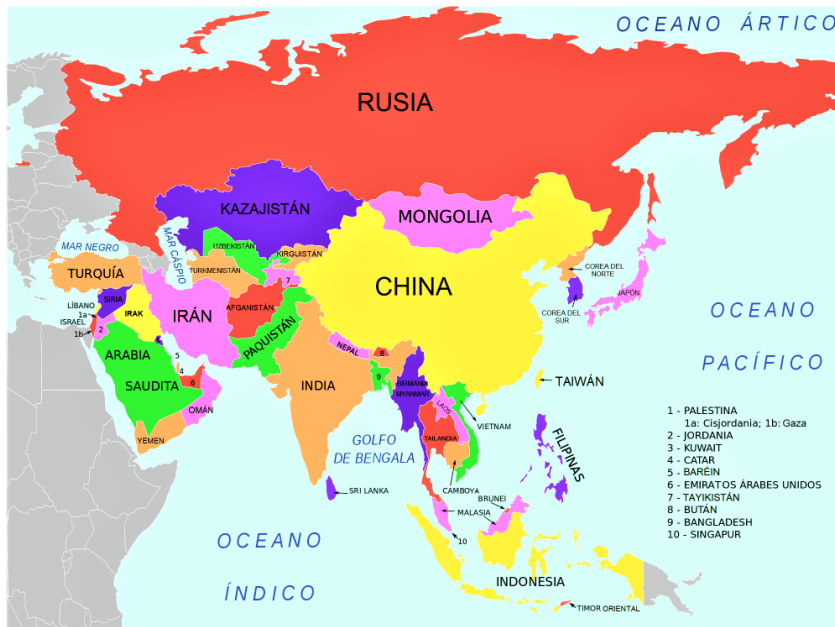 OCEANO ÁRTICO
RUSIA
KAZAJISTÁN
MONGOLIA
MAR NEGRO
MAR CÁSPIO
UZBEKISTÁN
KIRGUISTÁN
TURQUÍA
TURKMENISTÁN
7
CHINA
COREA DEL
NORTE
JAPÓN
COREA DEL
SUR
LÍBANO
SIRIA
1a
IRAK
IRÁN
AFGANISTÁN
ISRAEL
1b
2
PAQUISTÁN
OCEANO
PACÍFICO
ARABIA
SAUDITA
5
4
6
NEPAL
8
9
INDIA
OMÁN
YEMEN
BIRMANIA
MYANMAR
LAOS
TAIWÁN
VIETNAM
TAILANDIA
GOLFO
DE BENGALA
FILIPINAS
SRI LANKA
CAMBOYA
BRUNEI
MALASIA
10
OCEANO
ÍNDICO
INDONESIA
TIMOR ORIENTAL
1 - PALESTINA
1a: Cisjordania; 1b: Gaza
2 - JORDANIA
3 - KUWAIT
4 - CATAR
5 - BARÉIN
6 - EMIRATOS ÁRABES UNIDOS
7 - TAYIKISTÁN
8 - BUTÁN
9 - BANGLADESH
10 - SINGAPUR